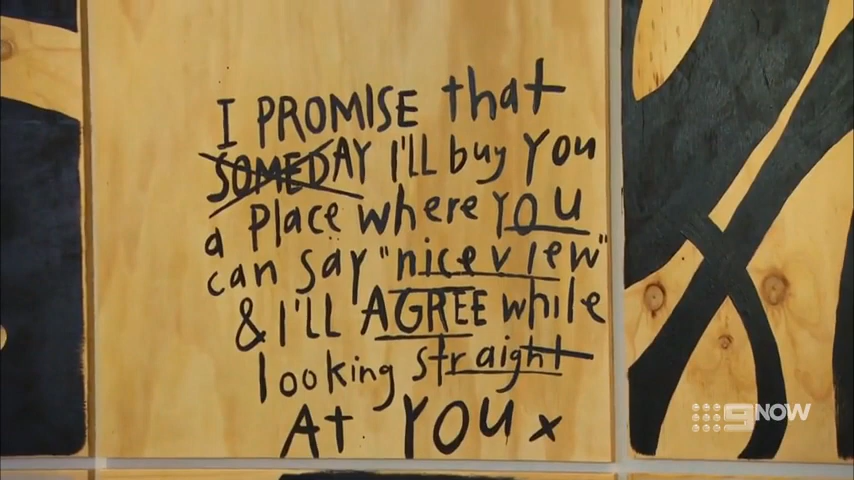 I PROMISE that
SOMEDAY I'LL buy YOU
a place where YOU
can say "nice view"
& I'LL AGREE while
looking straight
At YOU x
9NOW